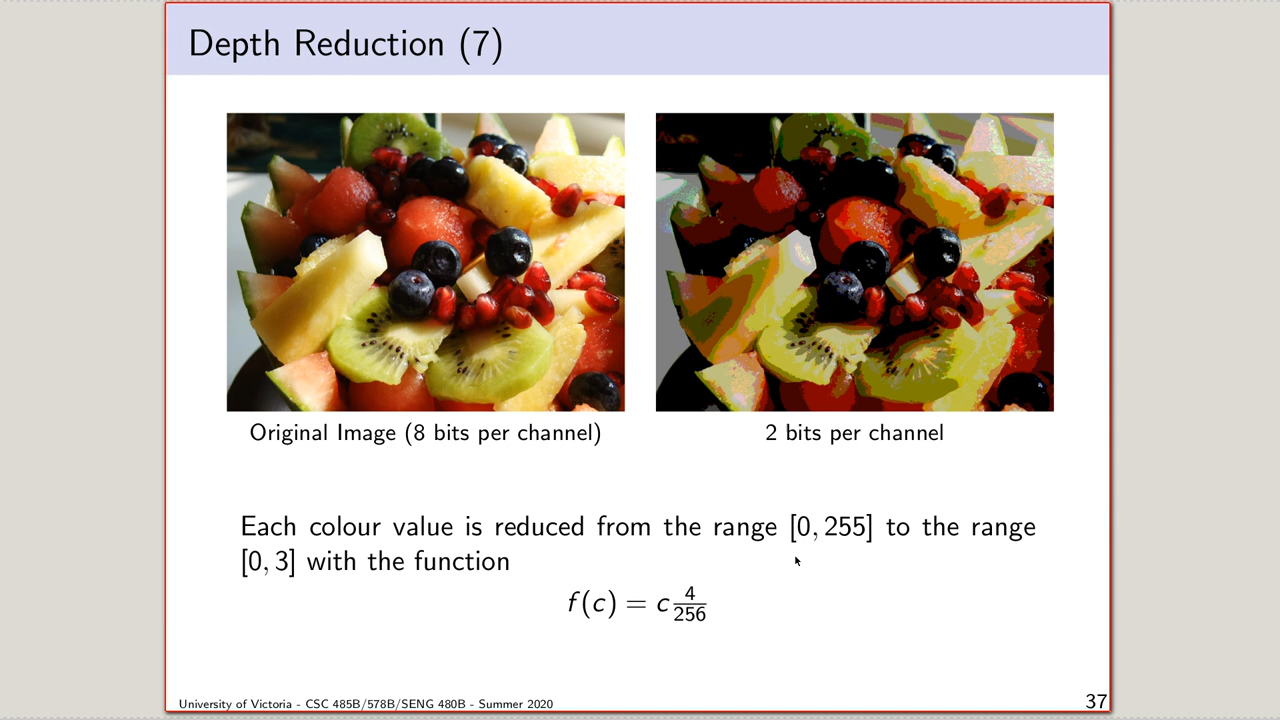 Depth Reduction (7)
Original Image (8 bits per channel)
2 bits per channel
Each colour value is reduced from the range [0, 255] to the range
[0, 3] with the function
f(c) = c 4/256
University of Victoria - CSC 485B/578B/SENG 480B - Summer 2020
37